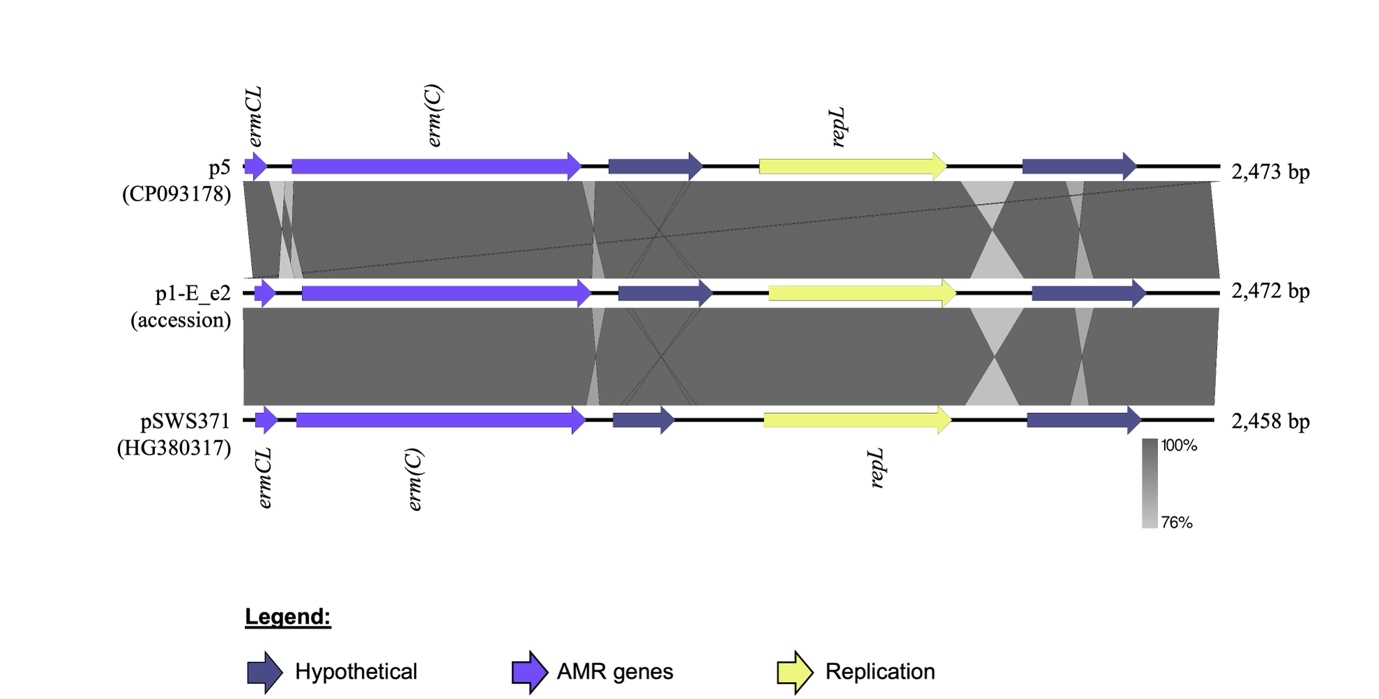 ermCL
erm(C)
repL
p5
(CP093178)
2,473 bp
p1-E_e2
(accession)
2,472 bp
pSWS371
(HG380317)
2,458 bp
ermCL
erm(C)
repL
100%
76%
Legend:
Hypothetical
AMR genes
Replication